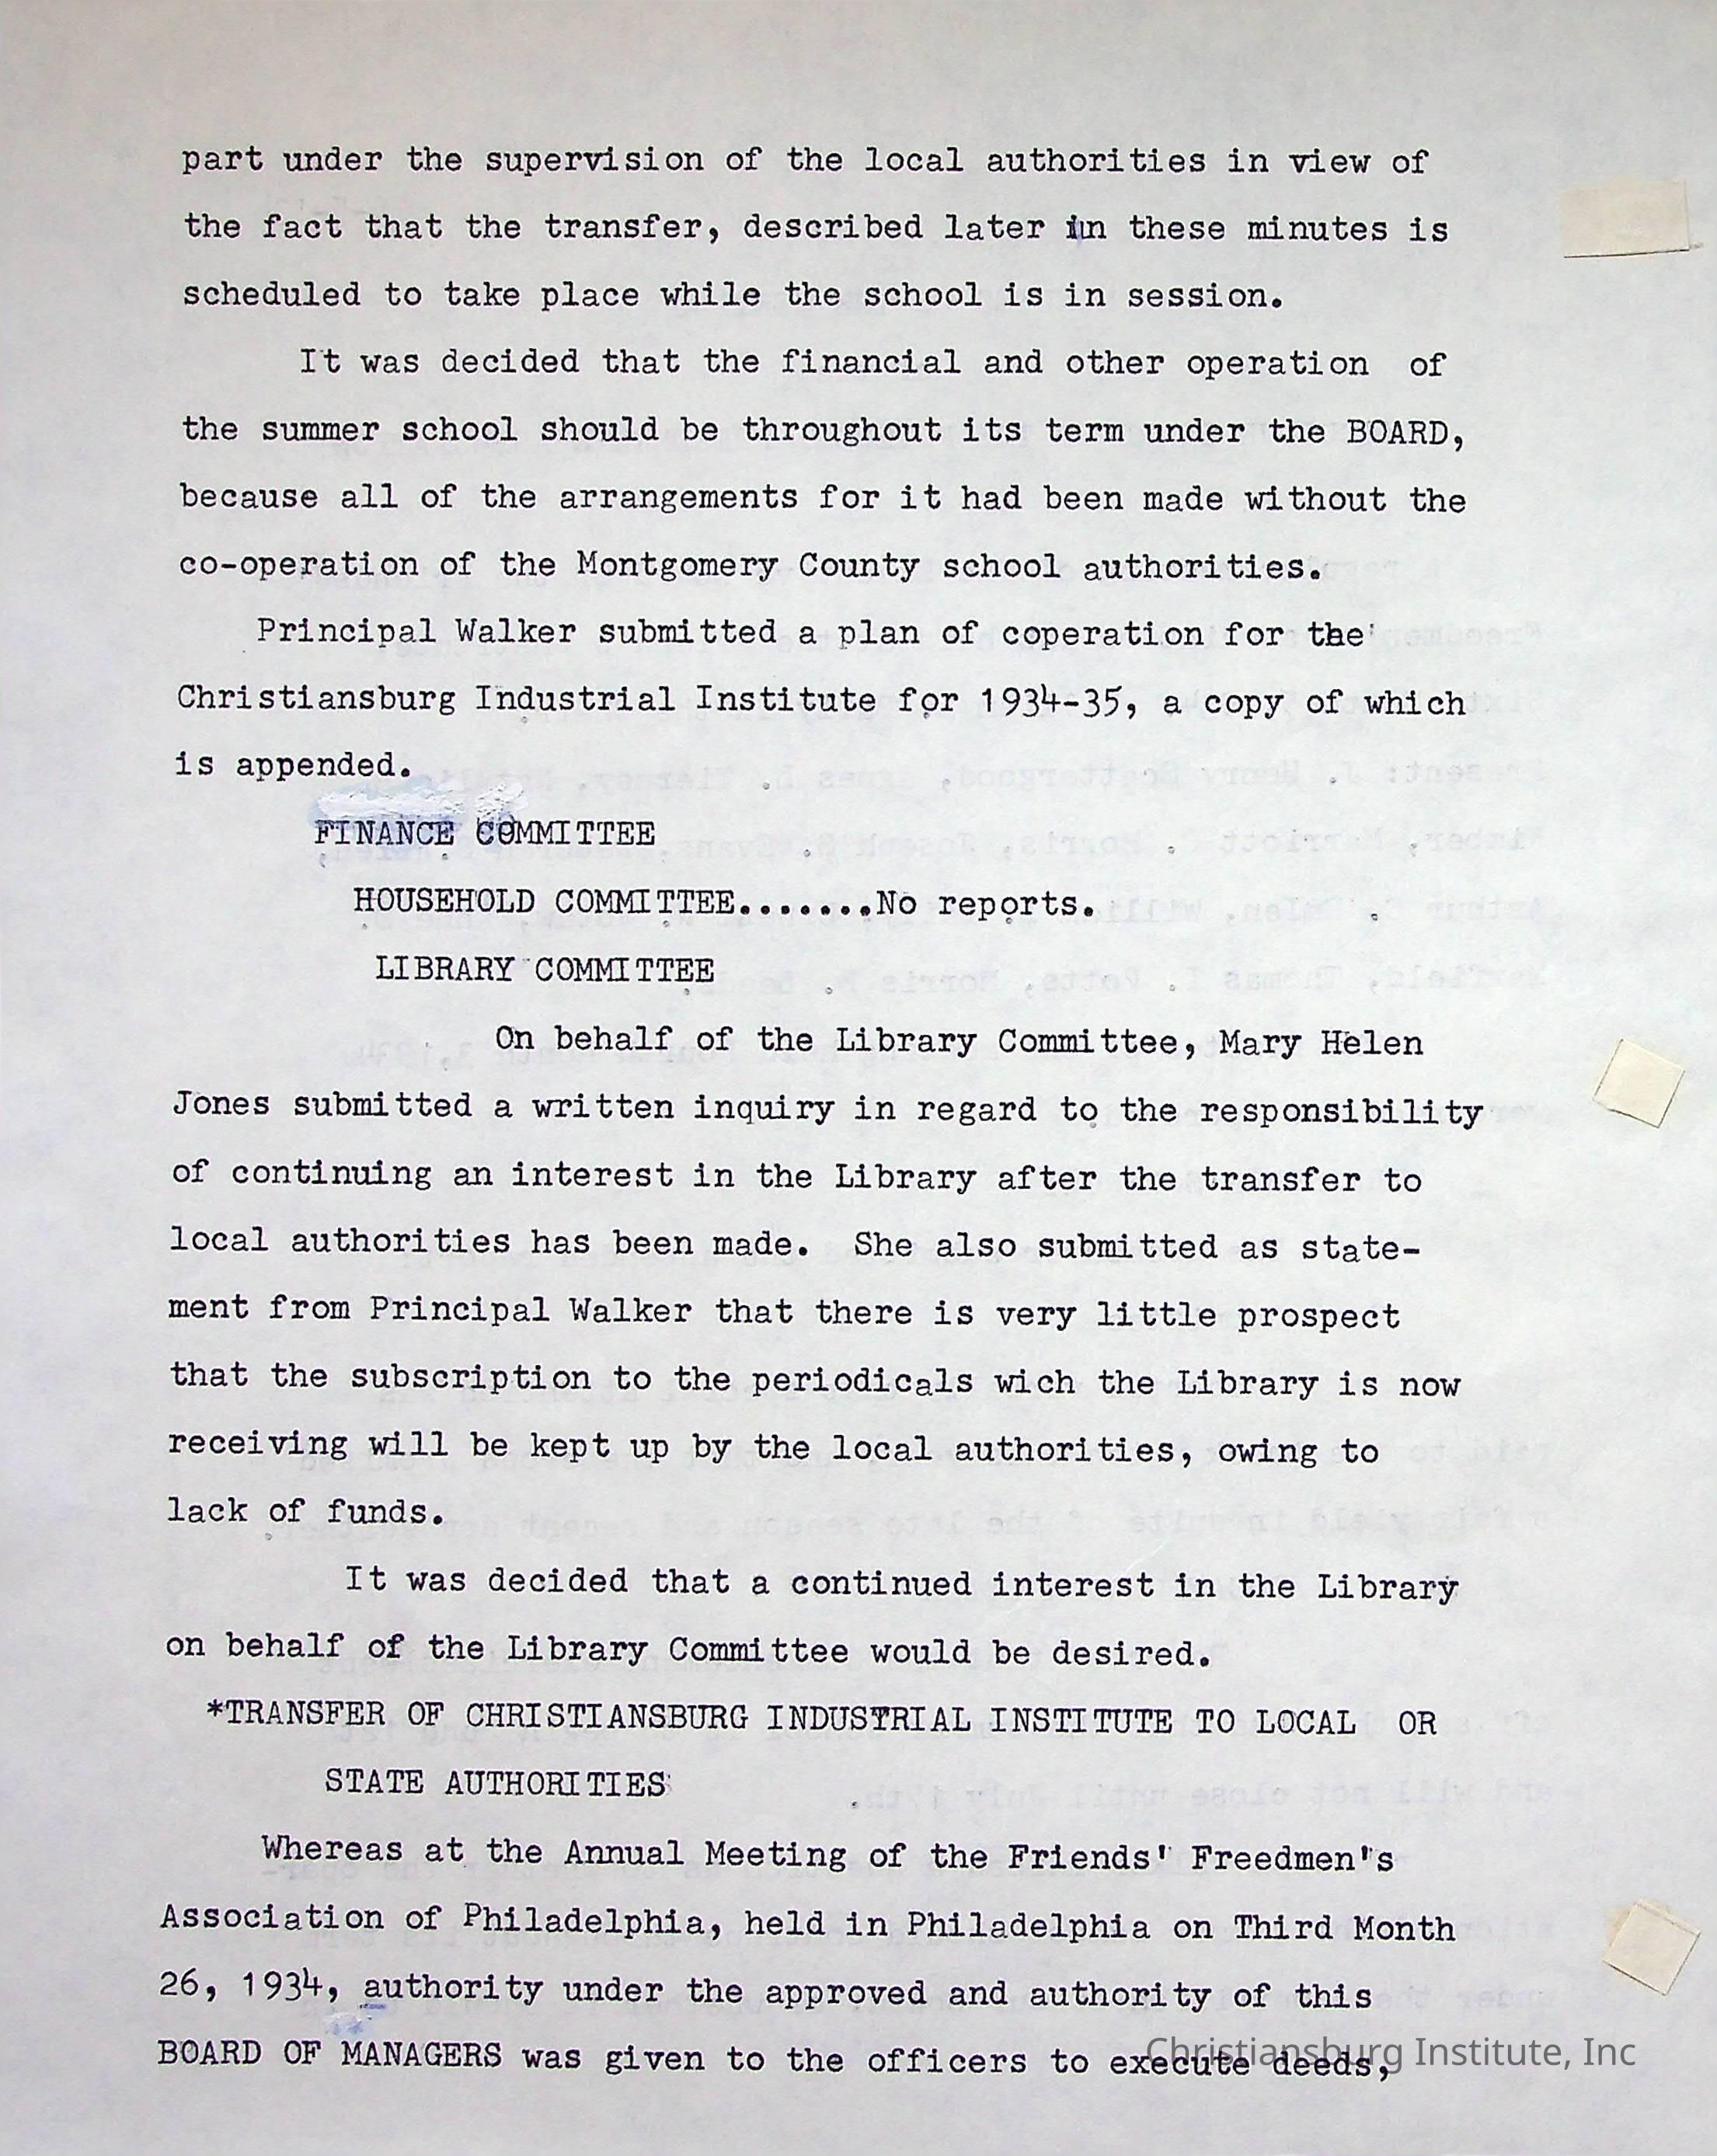 part under the supervision of the local authorities in view of
the fact that the transfer, described later in these minutes is
scheduled to take place while the school is in session.
It was decided that the financial and other operation of
the summer school should be throughout its term under the BOARD,
because all of the arrangements for it had been made without the
co-operation of the Montgomery County school authorities.
Principal Walker submitted a plan of coperation for the
Christiansburg Industrial Institute for 1934-35, a copy of which
is appended.
FINANCE COMMITTEE
HOUSEHOLD COMMITTEE.......No reports.
LIBRARY COMMITTEE
On behalf of the Library Committee, Mary Helen
Jones submitted a written inquiry in regard to the responsibility
of continuing an interest in the Library after the transfer to
local authorities has been made. She also submitted as state-
ment from Principal Walker that there is very little prospect
that the subscription to the periodicals wich the Library is now
receiving will be kept up by the local authorities, owing to
lack of funds.
It was decided that a continued interest in the Library
on behalf of the Library Committee would be desired.
*TRANSFER OF CHRISTIANSBURG INDUSTRIAL INSTITUTE TO LOCAL OR
STATE AUTHORITIES
Whereas at the Annual Meeting of the Friends' Freedmen's
Association of Philadelphia, held in Philadelphia on Third Month
26, 1934, authority under the approved and authority of this
BOARD OF MANAGERS was given to the officers to execute deeds,
Christiansburg Institute, Inc